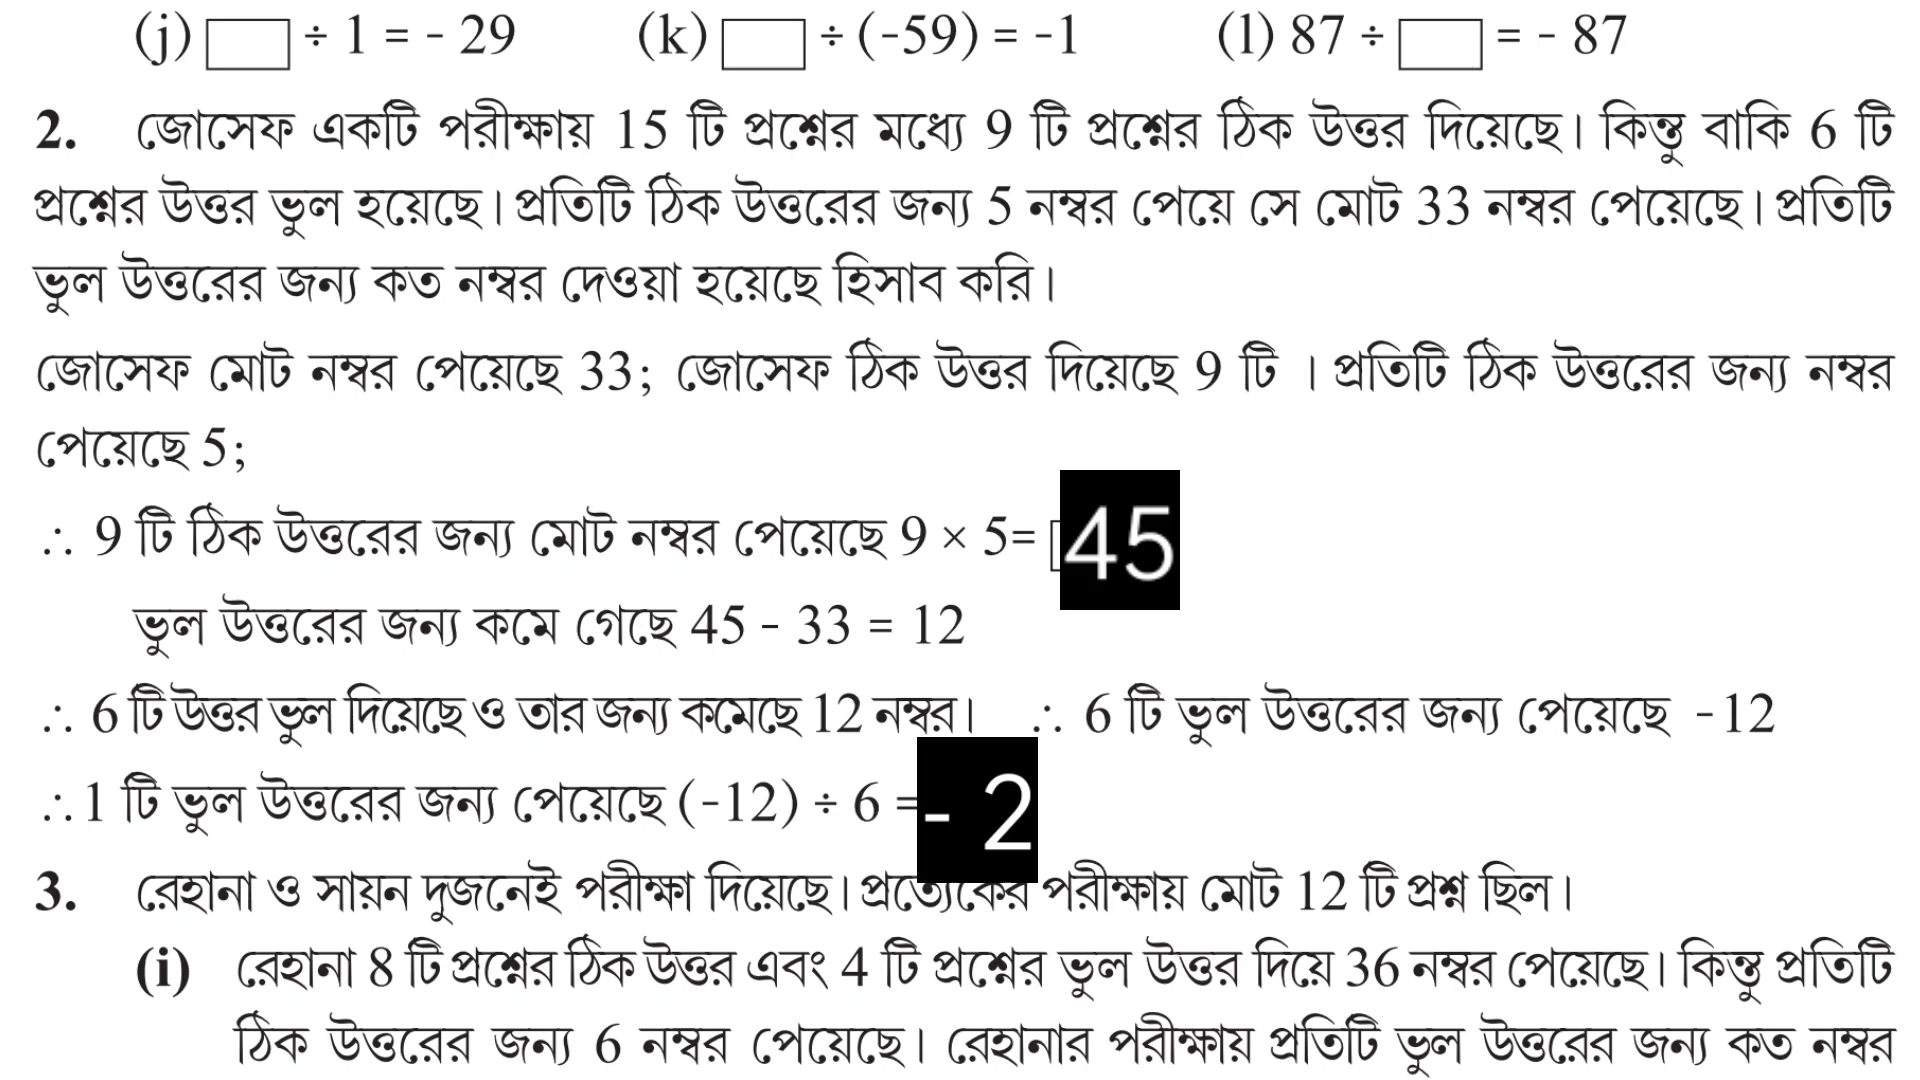 (j) ÷ 1 = - 29 (k) ÷ (-59) = -1 (l) 87 ÷ = - 87
2. জোসেফ একটি পরীক্ষায় 15 টি প্রশ্নের মধ্যে 9 টি প্রশ্নের ঠিক উত্তর দিয়েছে। কিন্তু বাকি 6 টি
প্রশ্নের উত্তর ভুল হয়েছে। প্রতিটি ঠিক উত্তরের জন্য 5 নম্বর পেয়ে সে মোট 33 নম্বর পেয়েছে। প্রতিটি
ভুল উত্তরের জন্য কত নম্বর দেওয়া হয়েছে হিসাব করি।
জোসেফ মোট নম্বর পেয়েছে 33; জোসেফ ঠিক উত্তর দিয়েছে 9 টি । প্রতিটি ঠিক উত্তরের জন্য নম্বর
পেয়েছে 5;
∴ 9 টি ঠিক উত্তরের জন্য মোট নম্বর পেয়েছে 9 × 5= 45
ভুল উত্তরের জন্য কমে গেছে 45 - 33 = 12
∴ 6 টি উত্তর ভুল দিয়েছে ও তার জন্য কমেছে 12 নম্বর। ∴ 6 টি ভুল উত্তরের জন্য পেয়েছে -12
∴ 1 টি ভুল উত্তরের জন্য পেয়েছে (-12) ÷ 6 = - 2
3. রেহানা ও সায়ন দুজনেই পরীক্ষা দিয়েছে। প্রত্যেকের পরীক্ষায় মোট 12 টি প্রশ্ন ছিল।
(i) রেহানা 8 টি প্রশ্নের ঠিক উত্তর এবং 4 টি প্রশ্নের ভুল উত্তর দিয়ে 36 নম্বর পেয়েছে। কিন্তু প্রতিটি
ঠিক উত্তরের জন্য 6 নম্বর পেয়েছে। রেহানার পরীক্ষায় প্রতিটি ভুল উত্তরের জন্য কত নম্বর